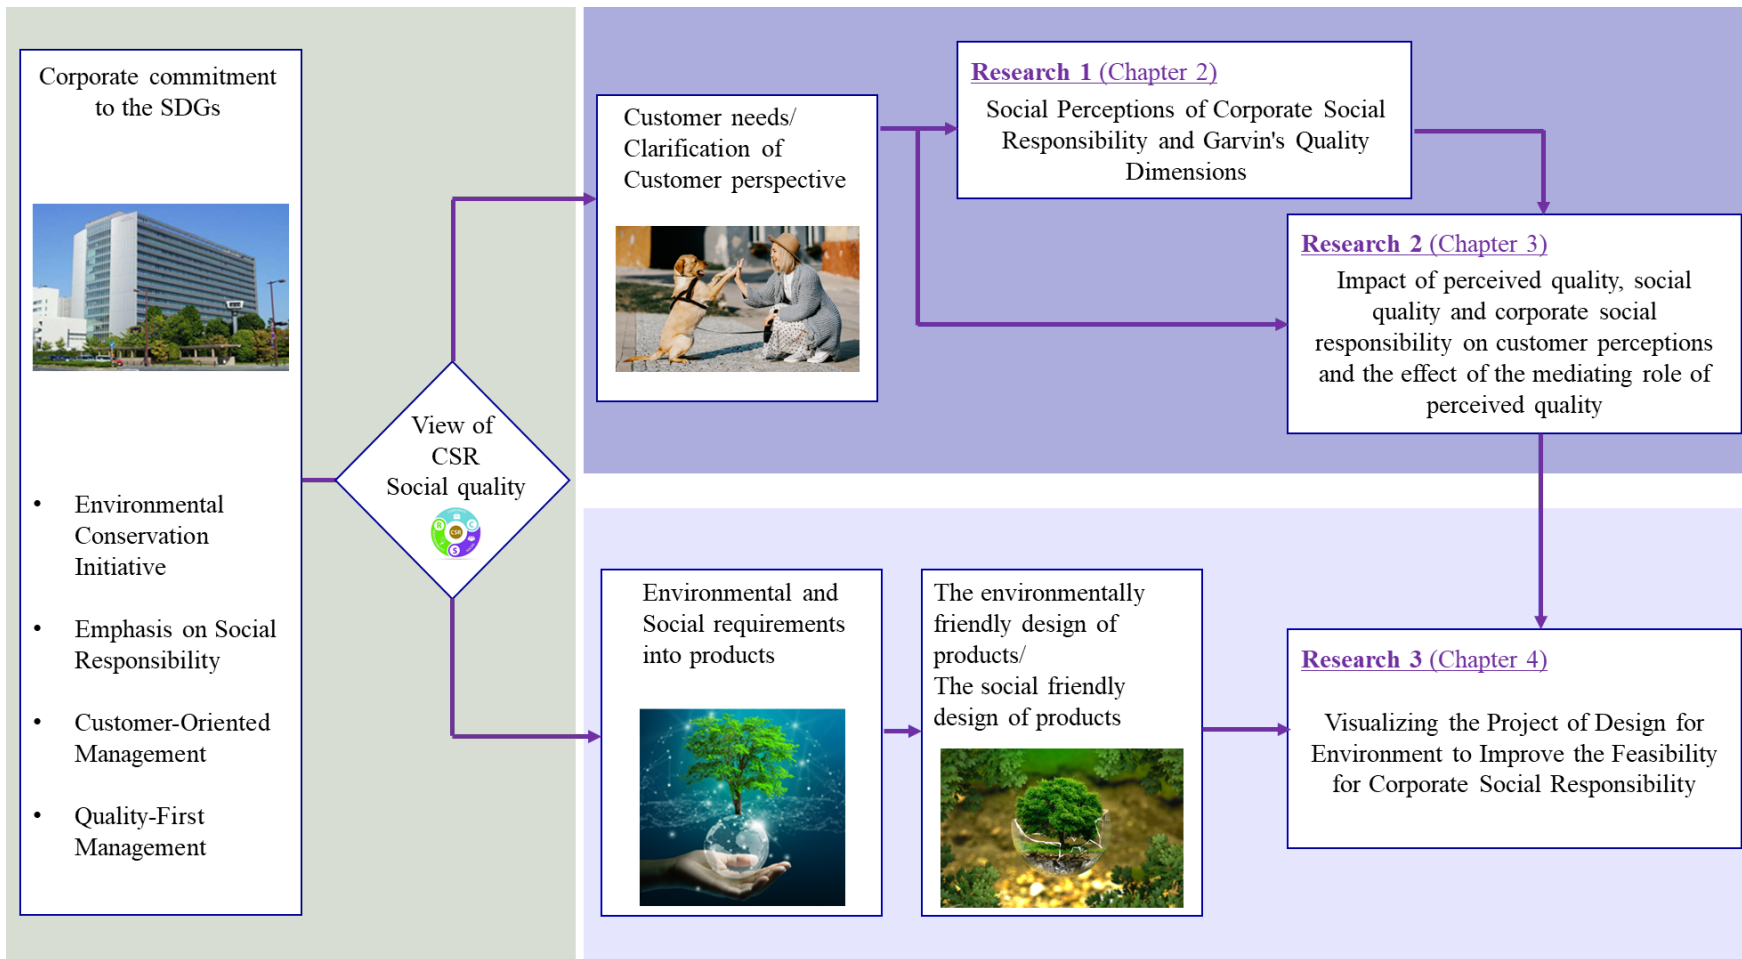 Corporate commitment
to the SDGs
• Environmental
Conservation
Initiative
• Emphasis on Social
Responsibility
• Customer-Oriented
Management
• Quality-First
Management
View of
CSR
Social quality
R
C
CSR
S
Customer needs/
Clarification of
Customer perspective
Research 1 (Chapter 2)
Social Perceptions of Corporate Social
Responsibility and Garvin's Quality
Dimensions
Research 2 (Chapter 3)
Impact of perceived quality, social
quality and corporate social
responsibility on customer perceptions
and the effect of the mediating role of
perceived quality
Environmental and
Social requirements
into products
The environmentally
friendly design of
products/
The social friendly
design of products
Research 3 (Chapter 4)
Visualizing the Project of Design for
Environment to Improve the Feasibility
for Corporate Social Responsibility